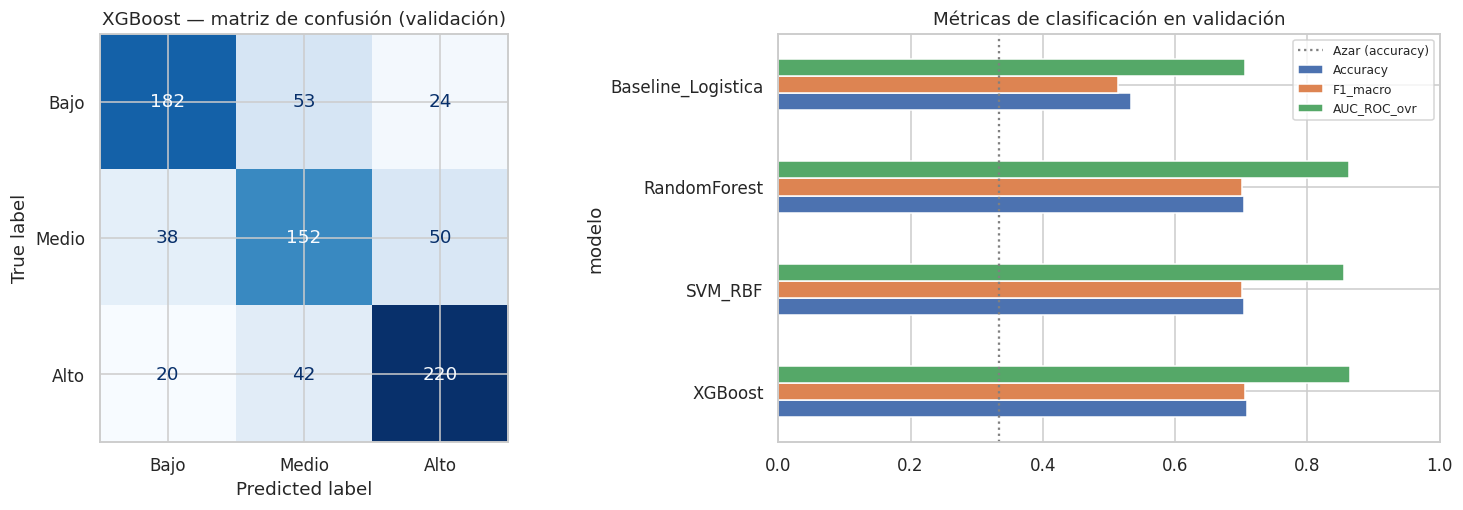 XGBoost — matriz de confusión (validación)
True label
Bajo
182
53
24
Medio
38
152
50
Alto
20
42
220
Bajo
Medio
Alto
Predicted label
Métricas de clasificación en validación
modelo
Baseline_Logistica
RandomForest
SVM_RBF
XGBoost
Azar (accuracy)
Accuracy
F1_macro
AUC_ROC_ovr
0.0
0.2
0.4
0.6
0.8
1.0